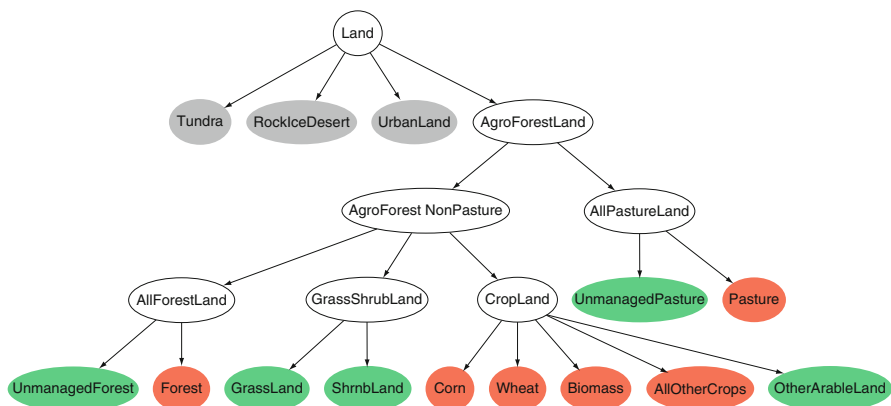 Land
Tundra
RockIceDesert
UrbanLand
AgroForestLand
AgroForest NonPasture
AllPastureLand
AllForestLand
GrassShrubLand
CropLand
UnmanagedPasture
Pasture
UnmanagedForest
Forest
GrassLand
ShrnbLand
Corn
Wheat
Biomass
AllOtherCrops
OtherArableLand